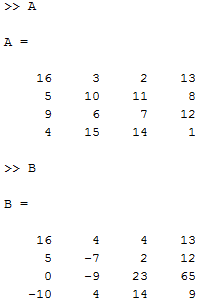 >> A
A =
16 3 2 13
5 10 11 8
9 6 7 12
4 15 14 1
>> B
B =
16 4 4 13
5 -7 2 12
0 -9 23 65
-10 4 14 9